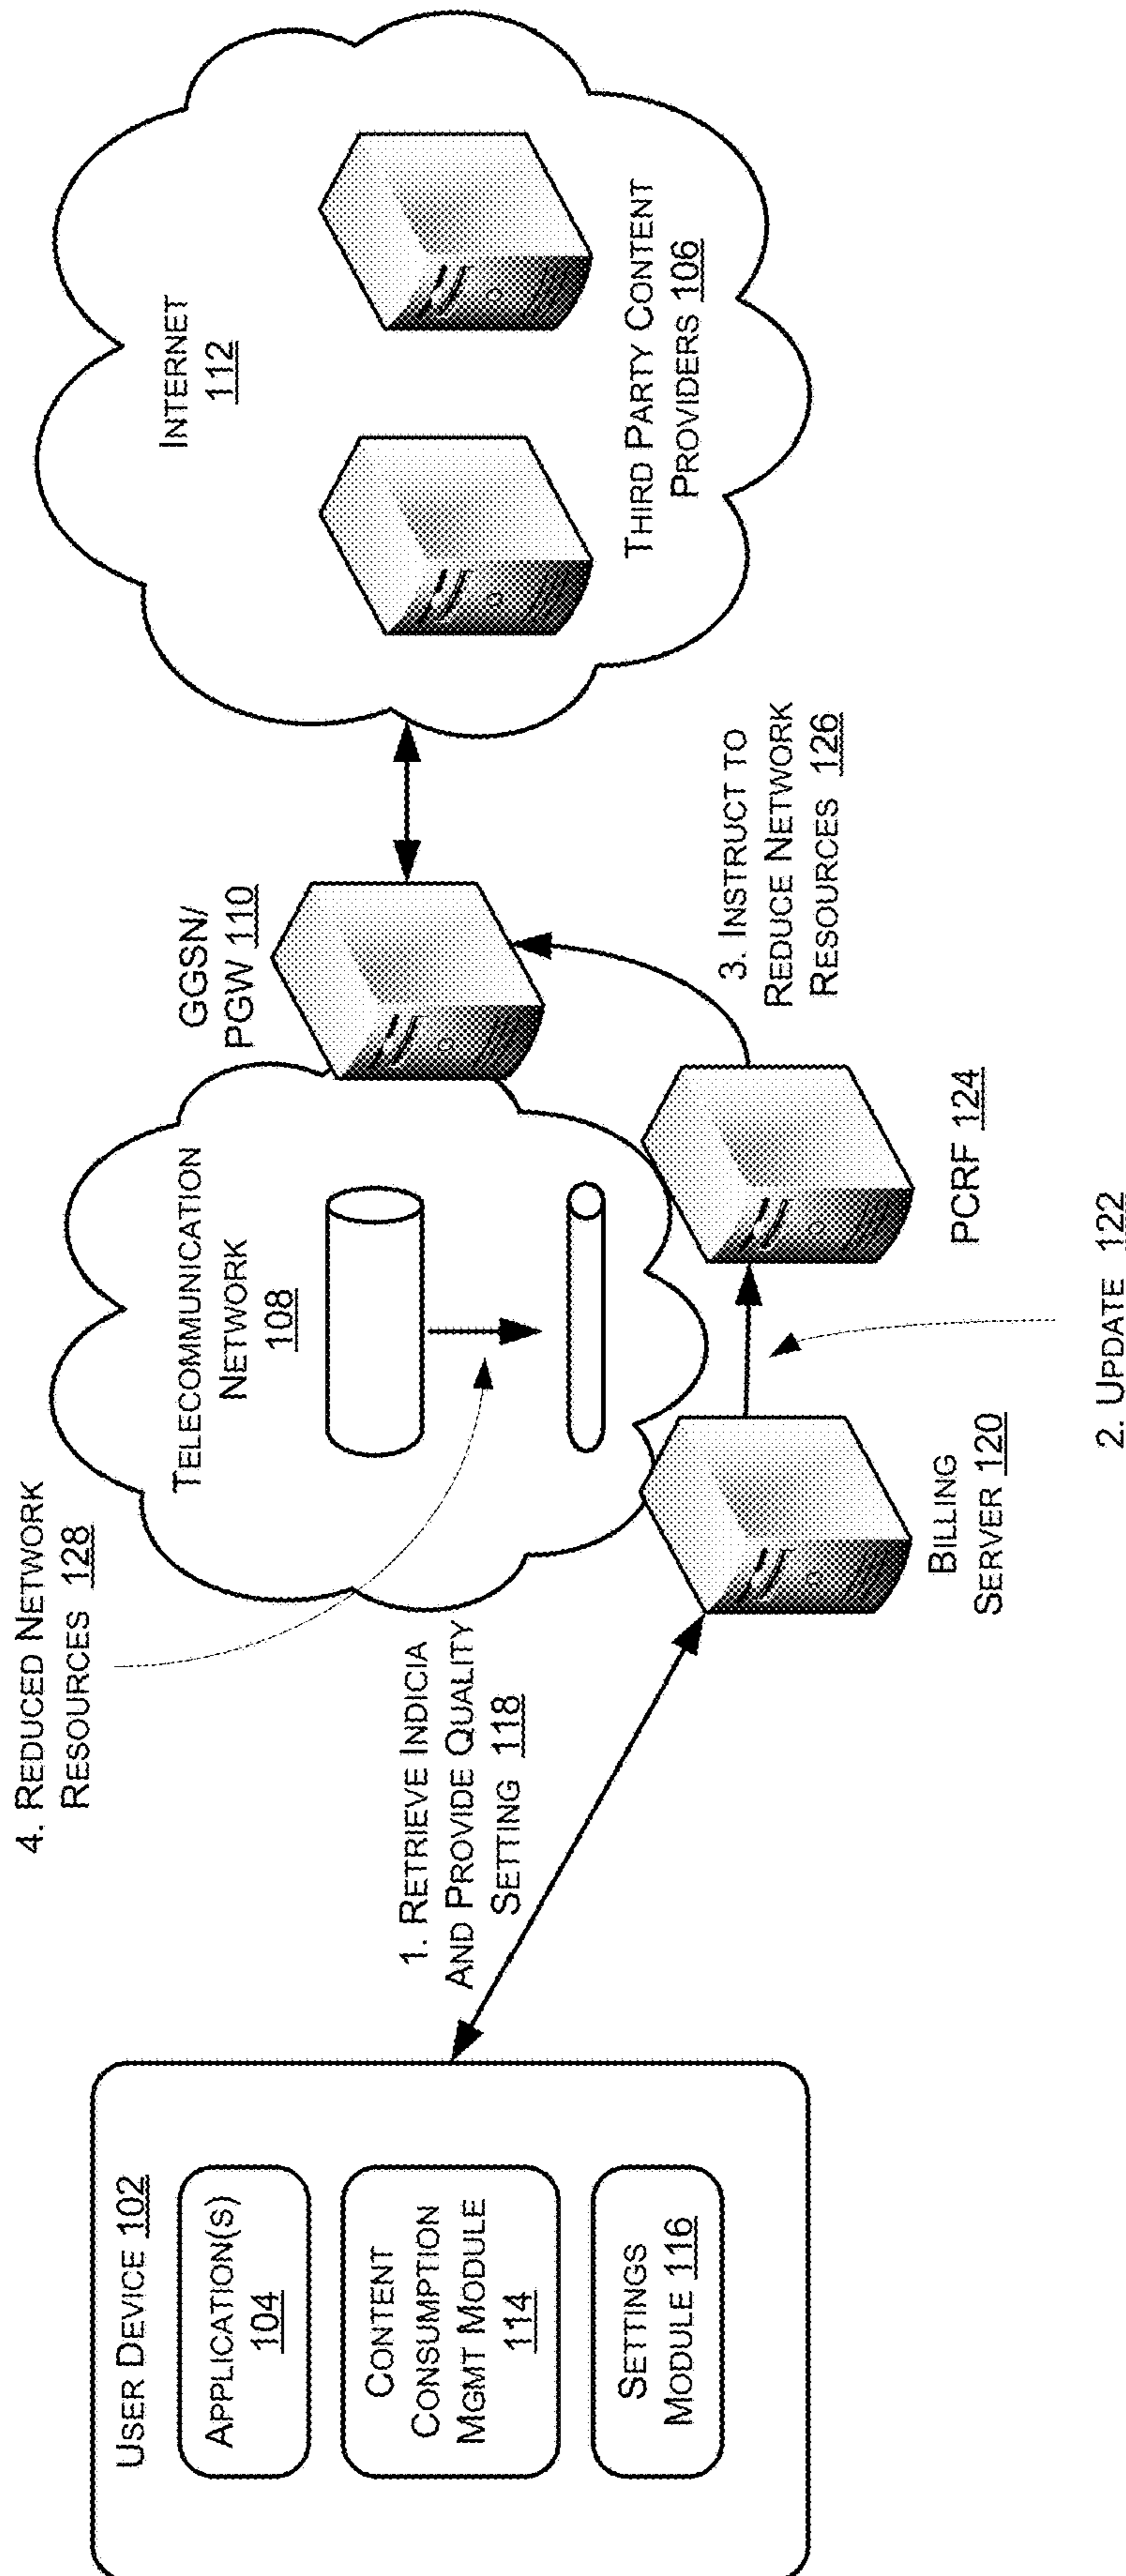 USER DEVICE 102
APPLICATION(S)
104
CONTENT
CONSUMPTION
MGMT MODULE
114
SETTINGS
MODULE 116
4. REDUCED NETWORK
RESOURCES 128
1. RETRIEVE INDICIA
AND PROVIDE QUALITY
SETTING 118
TELECOMMUNICATION
NETWORK
108
BILLING
SERVER 120
2. UPDATE 122
PCRF 124
GGSN/
PGW 110
3. INSTRUCT TO
REDUCE NETWORK
RESOURCES 126
INTERNET
112
THIRD PARTY CONTENT
PROVIDERS 106